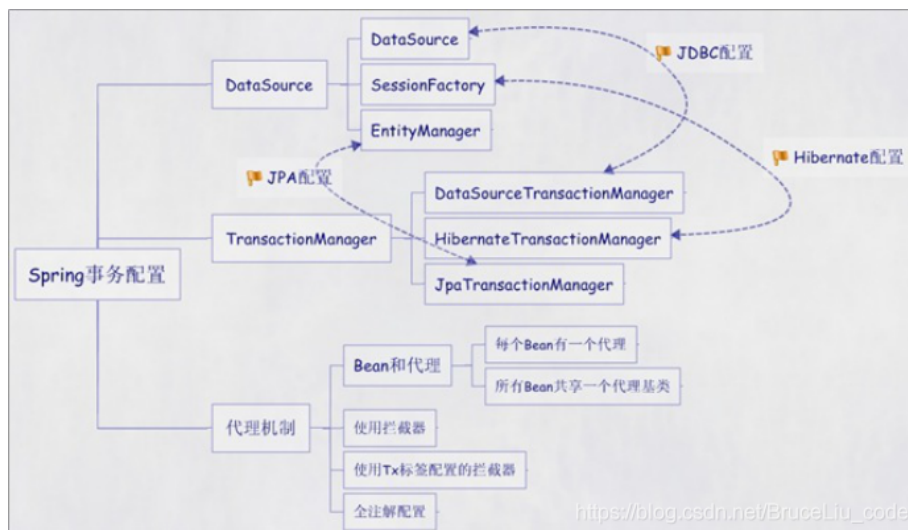 DataSource
JDBC配置
DataSource
SessionFactory
EntityManager
Hibernate配置
JPA配置
DataSourceTransactionManager
TransactionManager
HibernateTransactionManager
Spring事务配置
JpaTransactionManager
每个Bean有一个代理
Bean和代理
所有Bean共享一个代理基类
代理机制
使用拦截器
使用Tx标签配置的拦截器
全注解配置
https://blog.csdn.net/BruceLiu_code